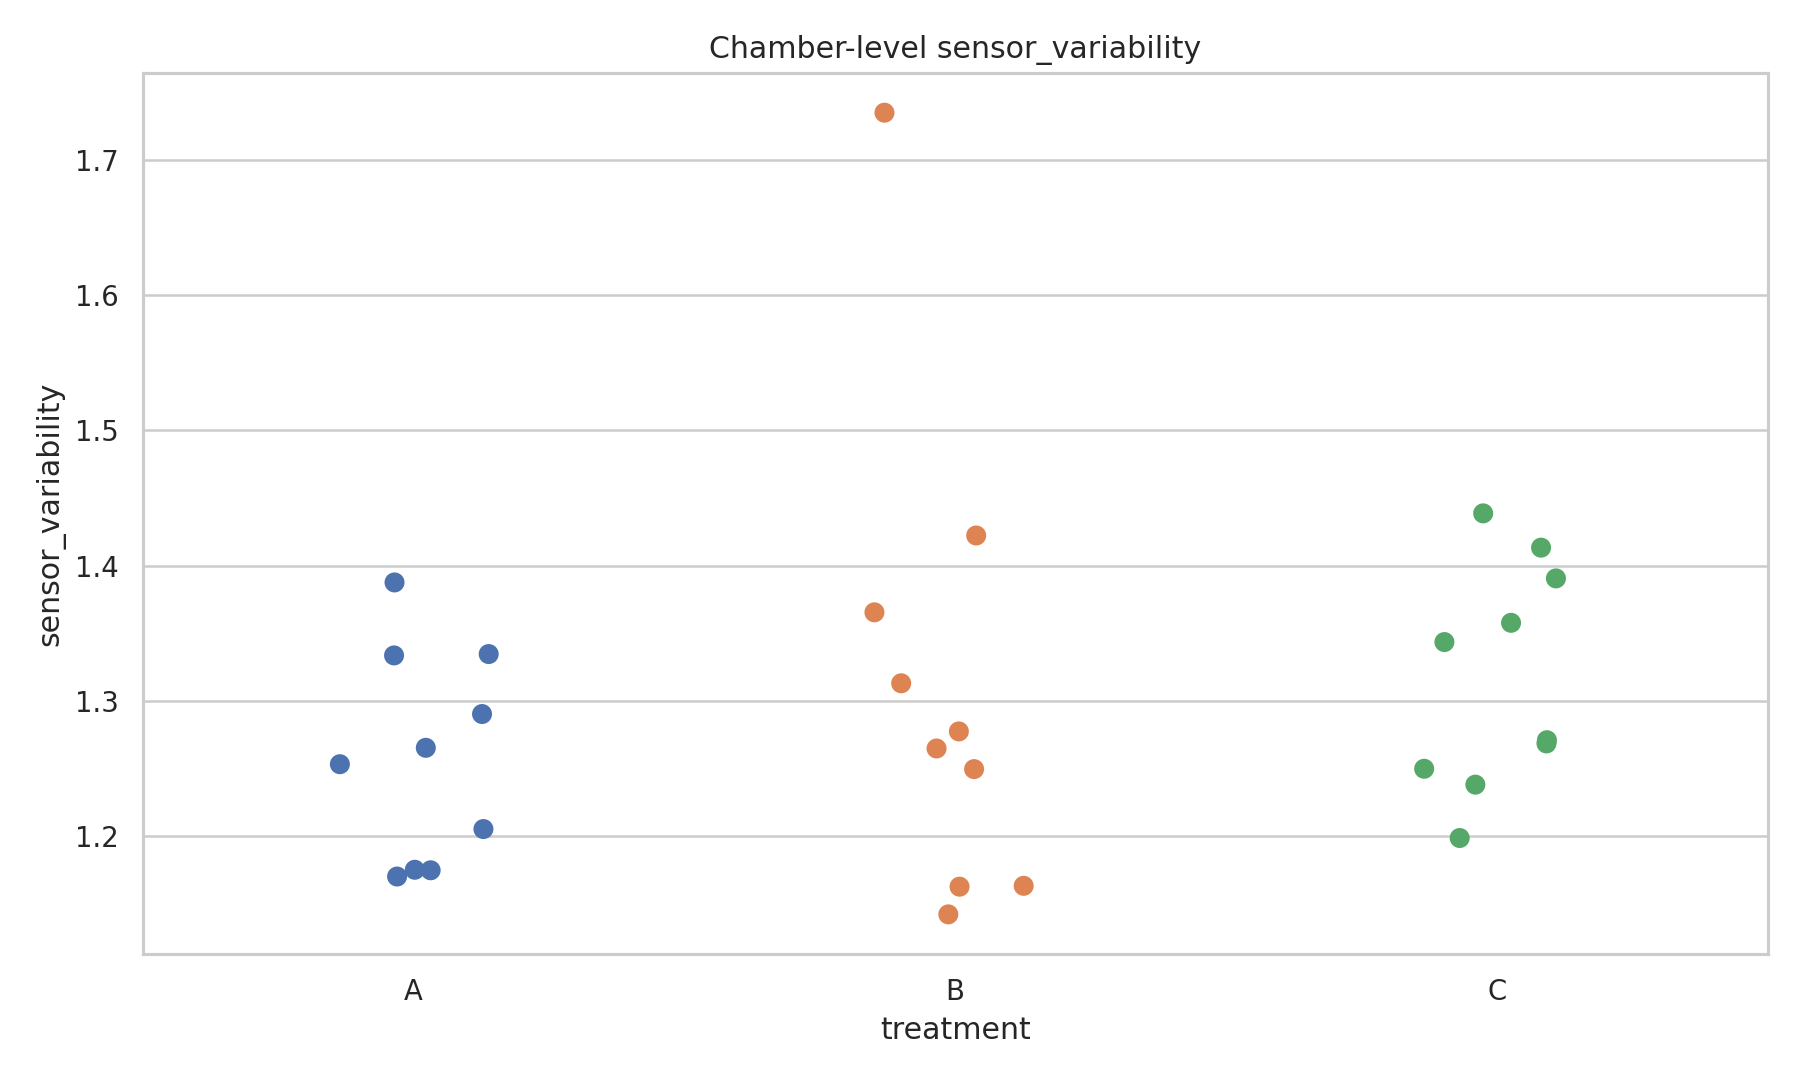 Chamber-level sensor_variability
sensor_variability
1.7
1.6
1.5
1.4
1.3
1.2
A
B
C
treatment